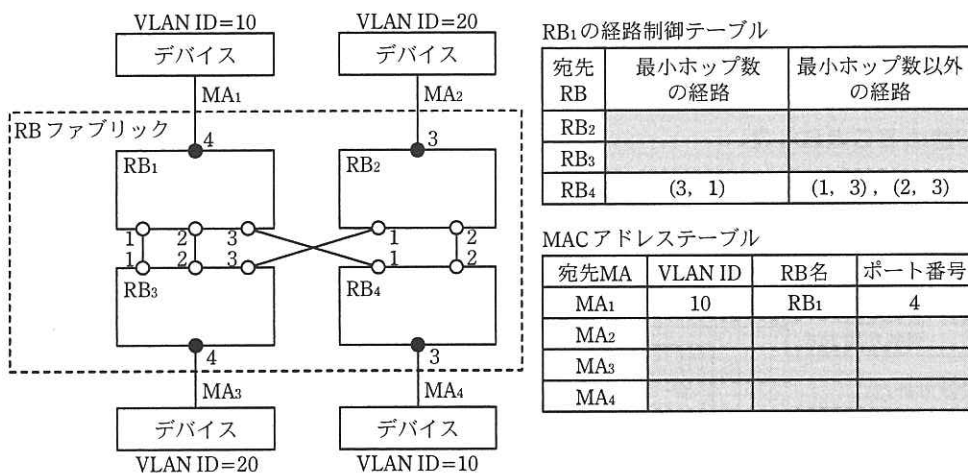 VLAN ID=10 VLAN ID=20
デバイス デバイス
MA₁ MA₂
RBファブリック
4 3
RB₁ RB₂
1 2 3 1 2
1 2 3 1 2
RB₃ RB₄
4 3
MA₃ MA₄
デバイス デバイス
VLAN ID=20 VLAN ID=10
RB₁の経路制御テーブル
宛先RB 最小ホップ数の経路 最小ホップ数以外の経路
RB₂
RB₃
RB₄ (3, 1) (1, 3), (2, 3)
MACアドレステーブル
宛先MA VLAN ID RB名 ポート番号
MA₁ 10 RB₁ 4
MA₂
MA₃
MA₄